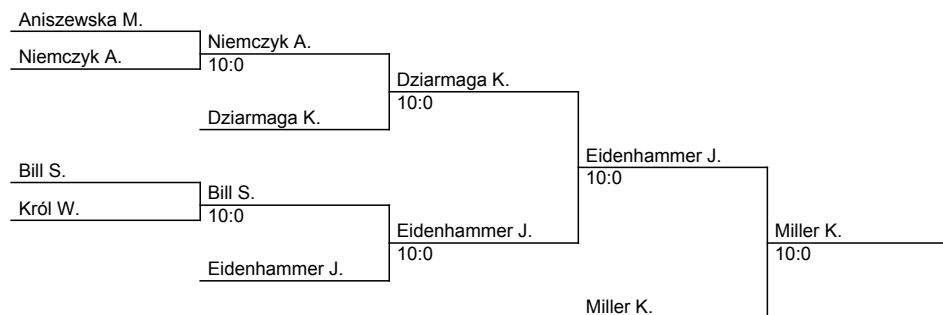 Aniszewska M.
Niemczyk A.
Niemczyk A.
10:0
Dziarmaga K.
Dziarmaga K.
10:0
Bill S.
Król W.
Bill S.
10:0
Eidenhammer J.
Eidenhammer J.
10:0
Eidenhammer J.
10:0
Miller K.
Miller K.
10:0